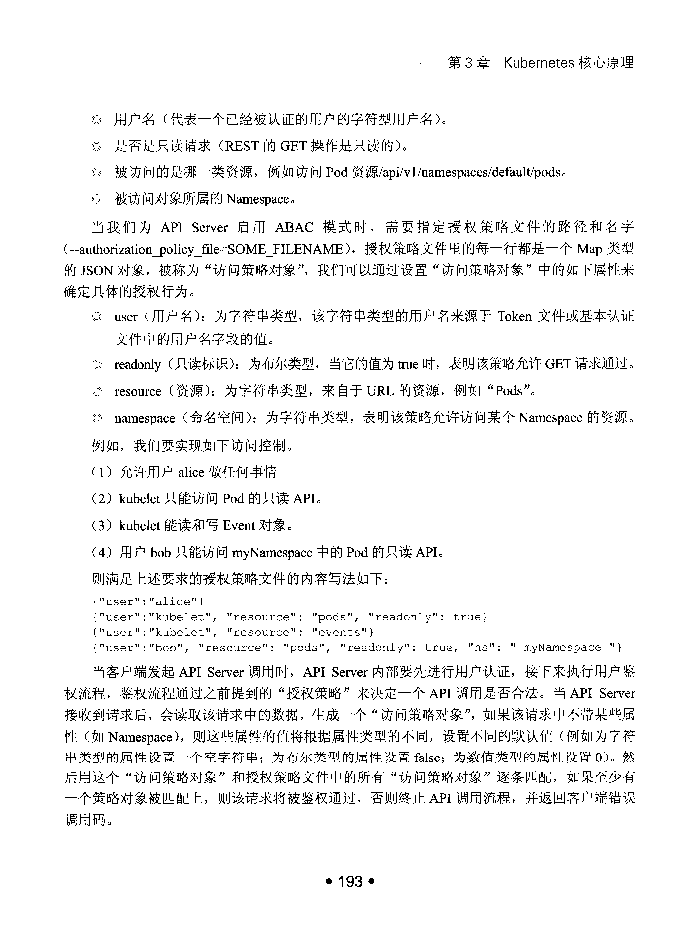 第 3 章 Kubernetes 核心原理
用户名（代表一个已经被认证的用户的字符型用户名）。
是否是只读请求（REST 的 GET 操作是只读的）。
被访问的是哪一类资源，例如访问 Pod 资源/api/v1/namespaces/default/pods。
被访问对象所属的 Namespace。
当我们为 API Server 启用 ABAC 模式时，需要指定授权策略文件的路径和名字
（--authorization_policy_file=SOME_FILENAME），授权策略文件里的每一行都是一个 Map 类型
的 JSON 对象，被称为“访问策略对象”，我们可以通过设置“访问策略对象”中的如下属性来
确定具体的授权行为。
user（用户名）：为字符串类型，该字符串类型的用户名来源于 Token 文件或基本认证
文件中的用户名字段的值。
readonly（只读标识）：为布尔类型，当它的值为 true 时，表明该策略允许 GET 请求通过。
resource（资源）：为字符串类型，来自于 URL 的资源，例如“Pods”。
namespace（命名空间）：为字符串类型，表明该策略允许访问某个 Namespace 的资源。
例如，我们要实现如下访问控制。
（1）允许用户 alice 做任何事情
（2）kubelet 只能访问 Pod 的只读 API。
（3）kubelet 能读和写 Event 对象。
（4）用户 bob 只能访问 myNamespace 中的 Pod 的只读 API。
则满足上述要求的授权策略文件的内容写法如下：
{"user":"alice"}
{"user":"kubelet", "resource": "pods", "readonly": true}
{"user":"kubelet", "resource": "events"}
{"user":"bob", "resource": "pods", "readonly": true, "ns": " myNamespace "}
当客户端发起 API Server 调用时，API Server 内部要先进行用户认证，接下来执行用户鉴
权流程，鉴权流程通过之前提到的“授权策略”来决定一个 API 调用是否合法。当 API Server
接收到请求后，会读取该请求中的数据，生成一个“访问策略对象”，如果该请求中不带某些属
性（如 Namespace），则这些属性的值将根据属性类型的不同，设置不同的默认值（例如为字符
串类型的属性设置一个空字符串；为布尔类型的属性设置 false；为数值类型的属性设置 0）。然
后用这个“访问策略对象”和授权策略文件中的所有“访问策略对象”逐条匹配，如果至少有
一个策略对象被匹配上，则该请求将被鉴权通过，否则终止 API 调用流程，并返回客户端错误
调用码。
• 193 •